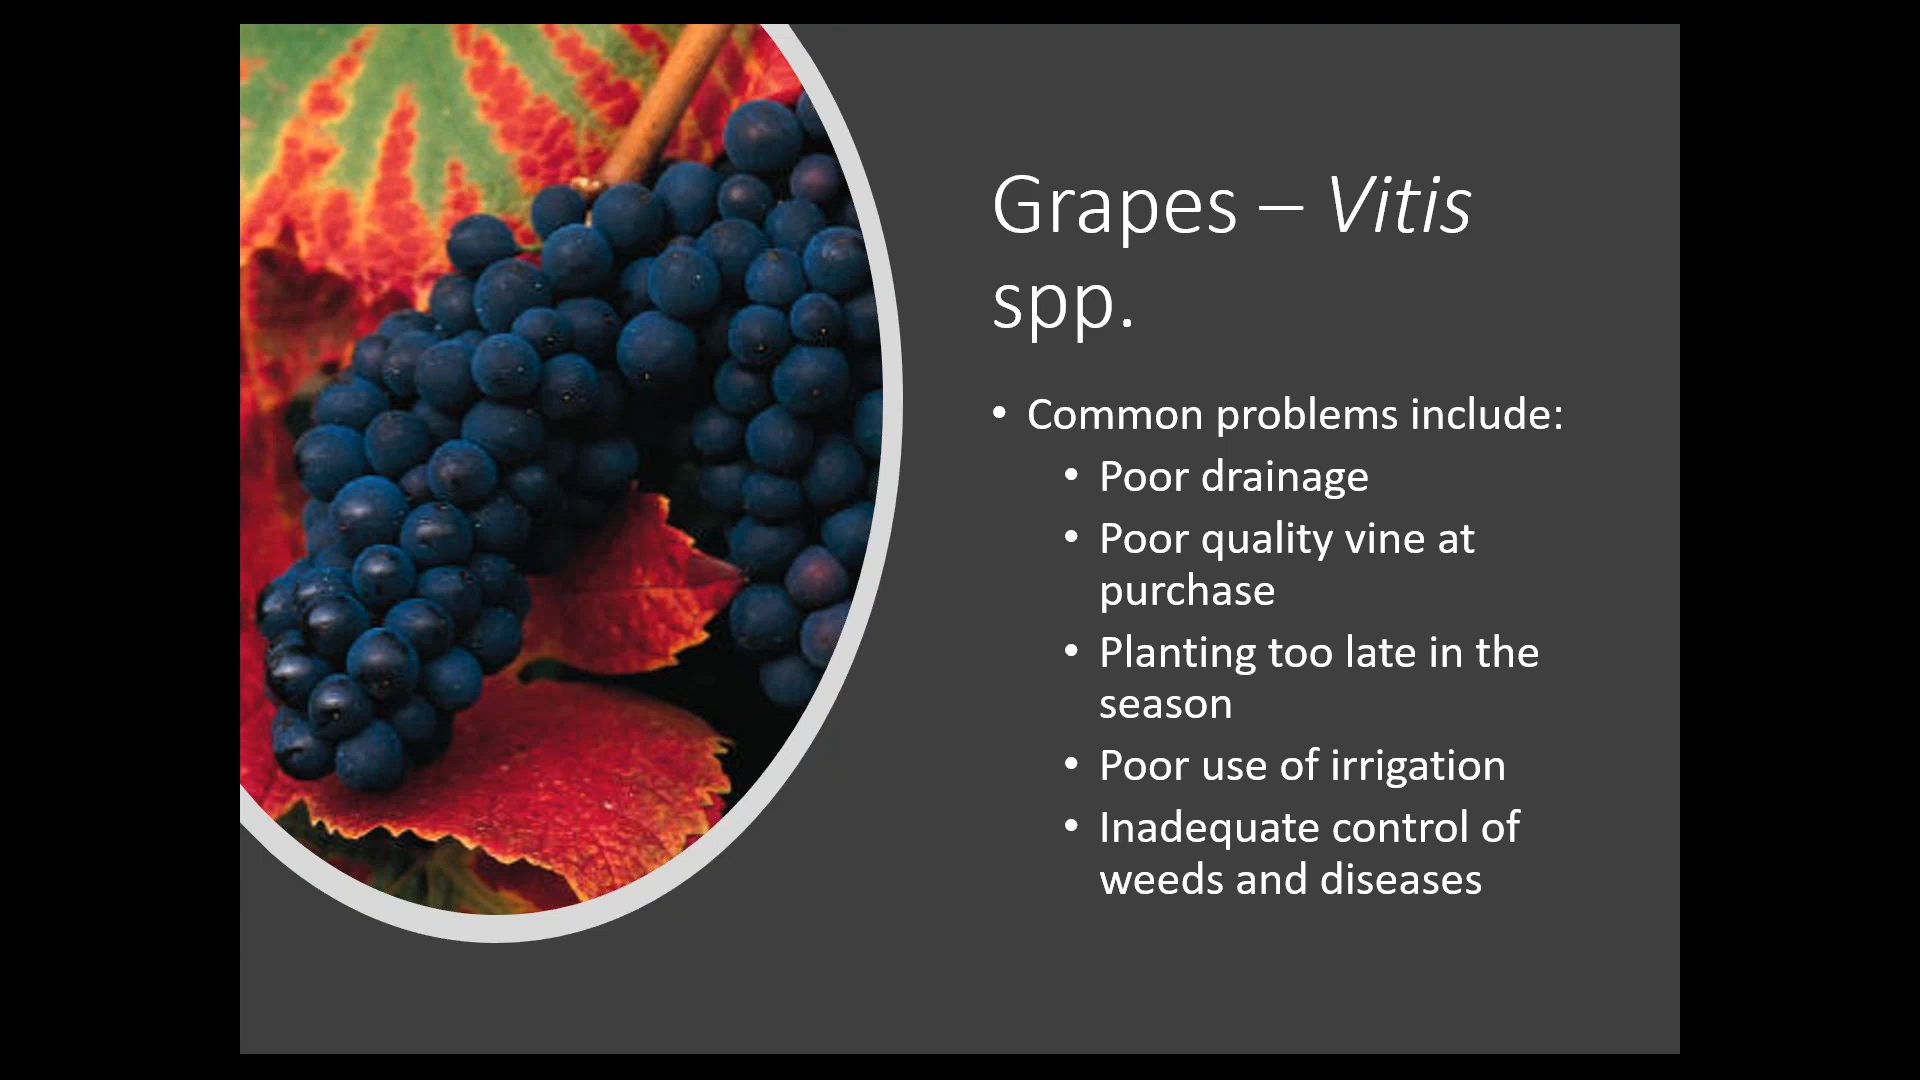 Grapes – Vitis
spp.
• Common problems include:
• Poor drainage
• Poor quality vine at
purchase
• Planting too late in the
season
• Poor use of irrigation
• Inadequate control of
weeds and diseases